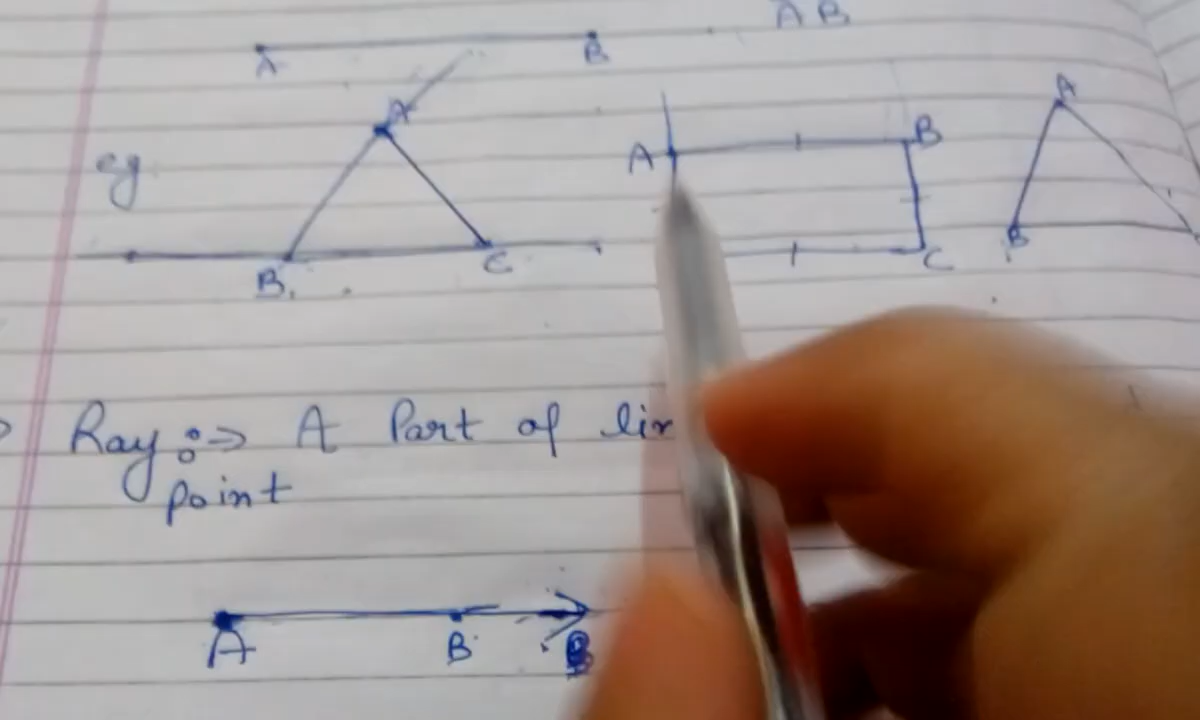 A B
A B
A
A B
A
eg
B. C
C
B
Ray :=> A Part of
point
A B B